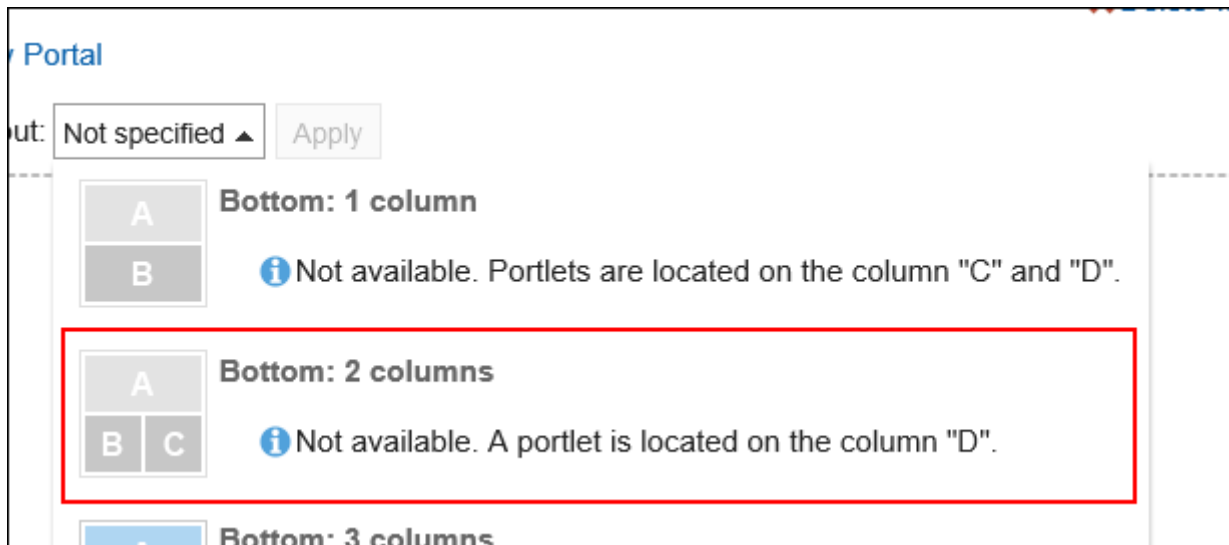 Portal
Not specified
Apply
A
Bottom: 1 column
B
Not available. Portlets are located on the column "C" and "D".
A
Bottom: 2 columns
B C
Not available. A portlet is located on the column "D".
Bottom: 3 columns